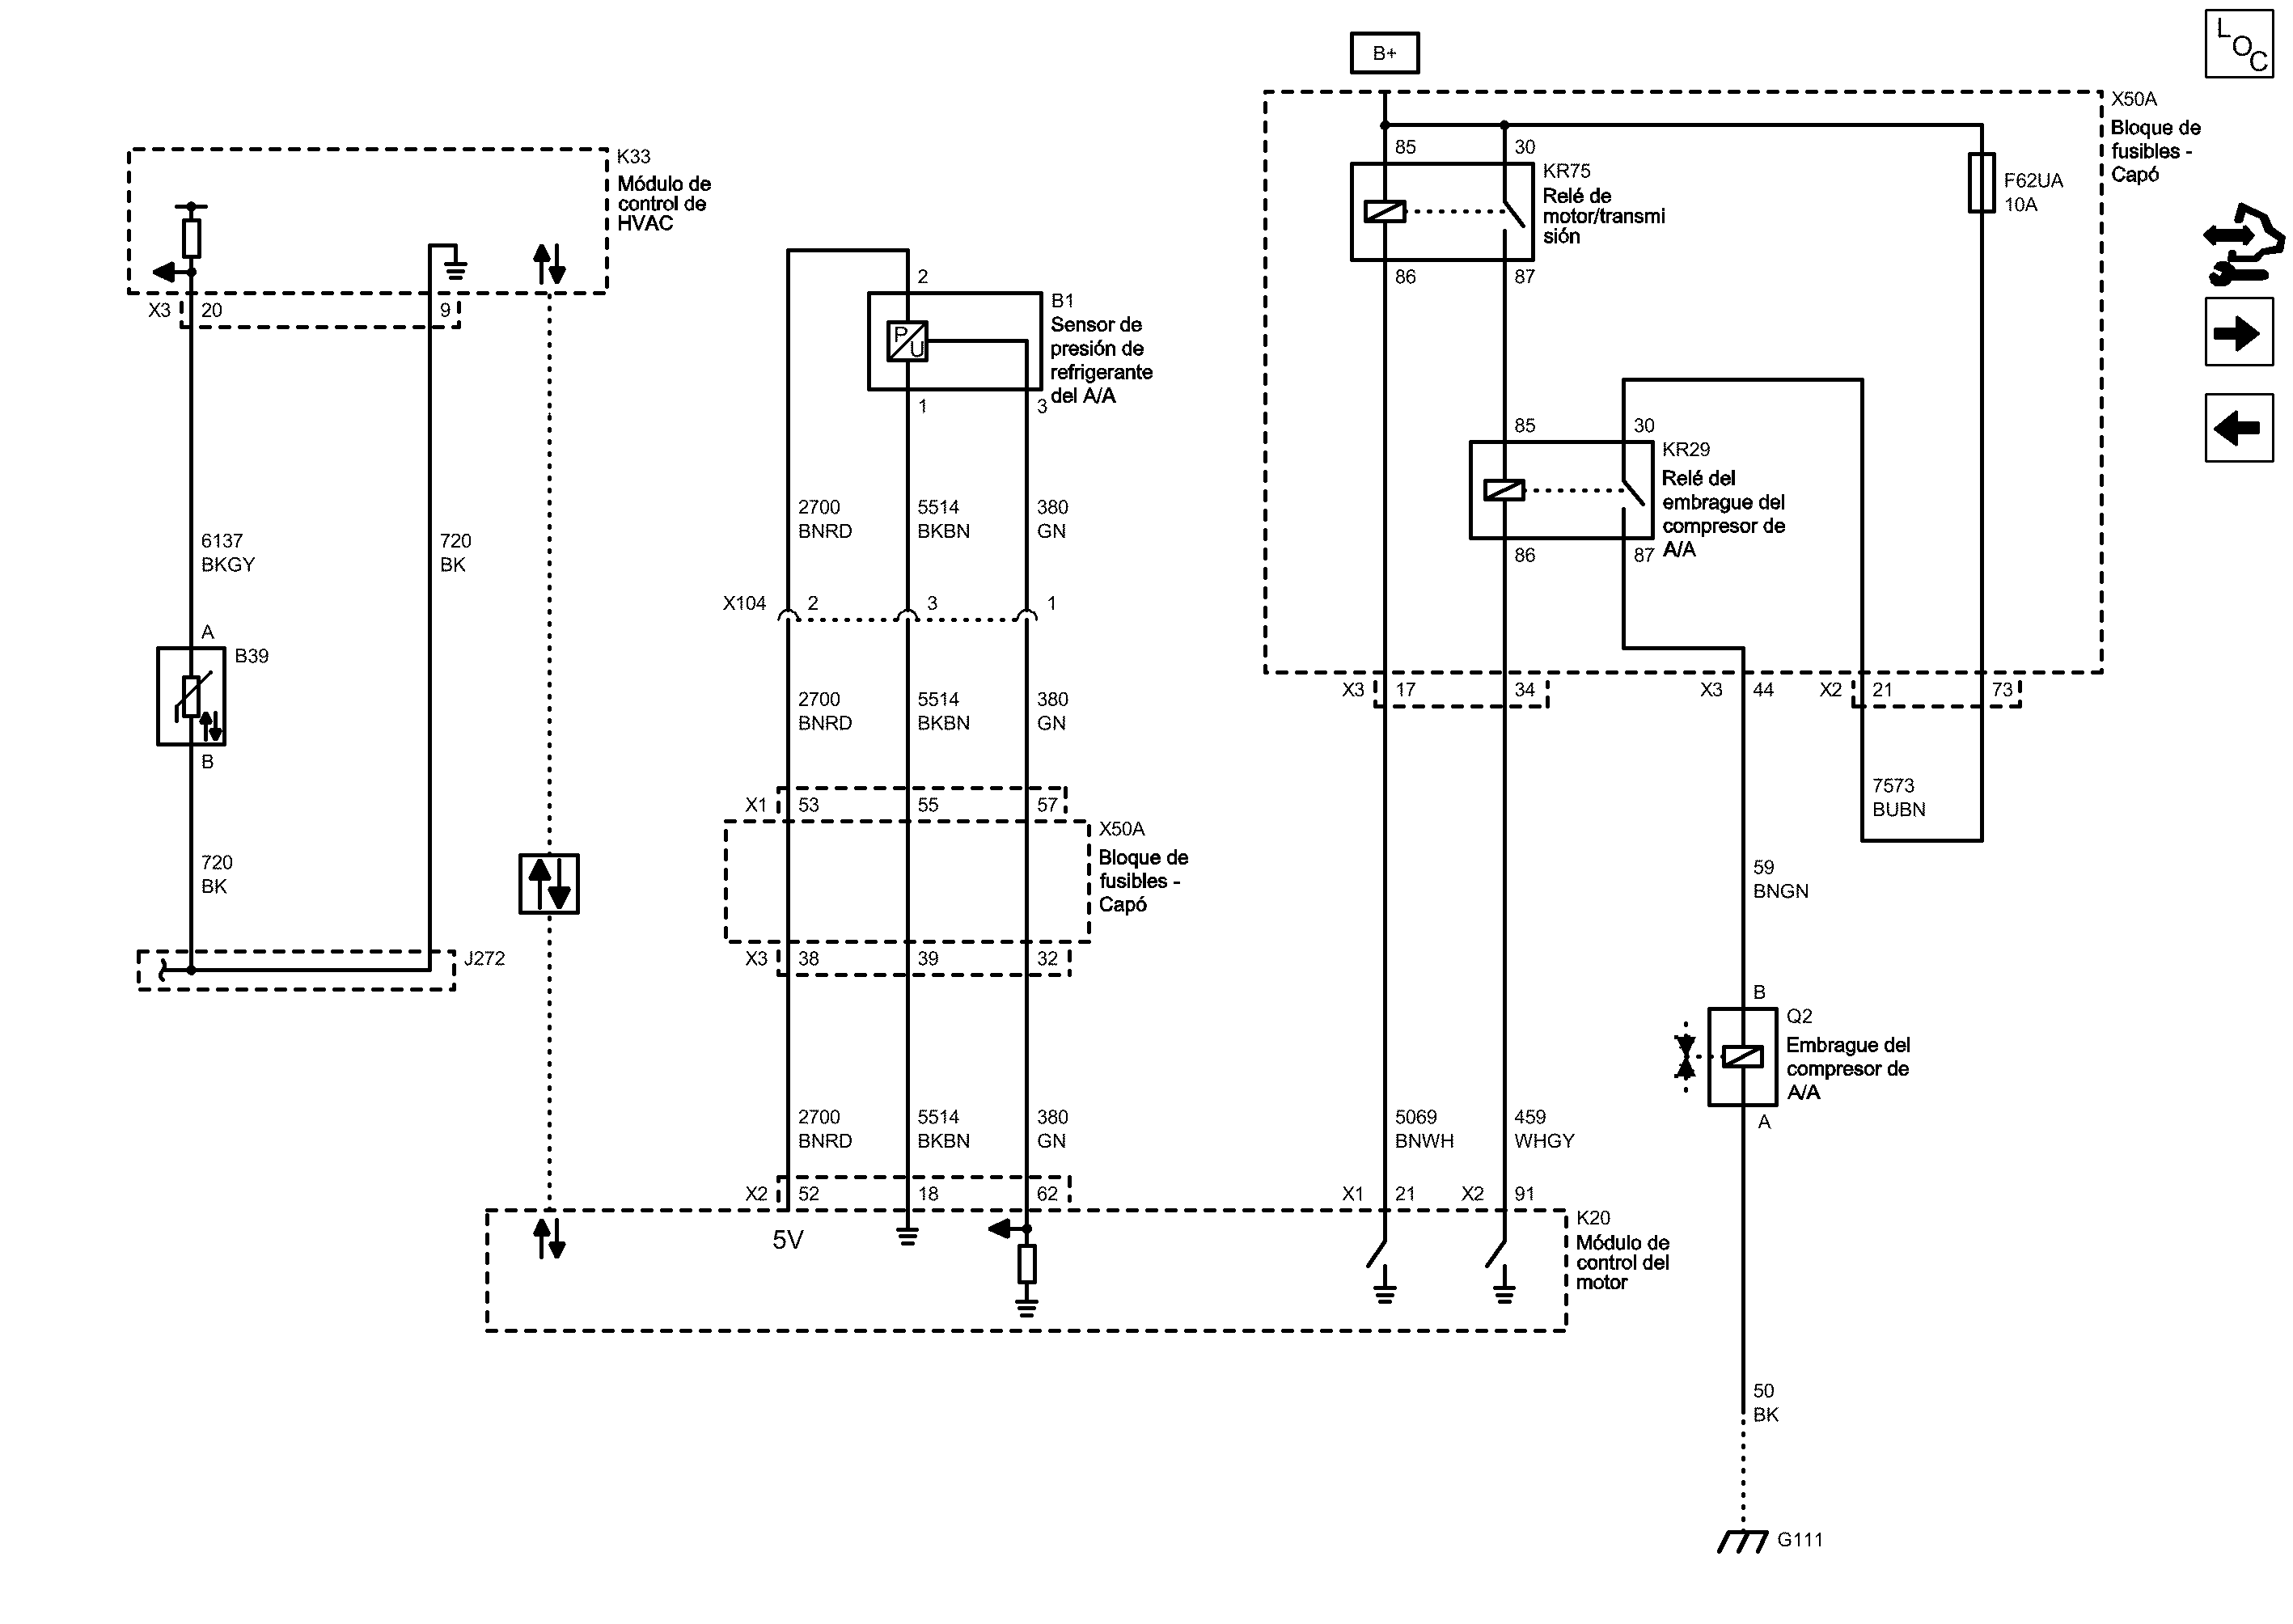 L
O
C
B+
X50A
Bloque de
fusibles -
Capó
85
30
KR75
Relé de
motor/transmi
sión
86
87
F62UA
10A
K33
Módulo de
control de
HVAC
X3
20
9
2
B1
Sensor de
presión de
refrigerante
del A/A
P
U
1
3
85
30
KR29
Relé del
embrague del
compresor de
A/A
86
87
6137
BKGY
720
BK
2700
BNRD
5514
BKBN
380
GN
X104
2
3
1
A
B39
B
2700
BNRD
5514
BKBN
380
GN
X3
17
34
X3
44
X2
21
73
X1
53
55
57
X50A
Bloque de
fusibles -
Capó
7573
BUBN
720
BK
59
BNGN
J272
X3
38
39
32
B
Q2
Embrague del
compresor de
A/A
A
2700
BNRD
5514
BKBN
380
GN
5069
BNWH
459
WHGY
X2
52
18
62
X1
21
X2
91
5V
K20
Módulo de
control del
motor
50
BK
G111